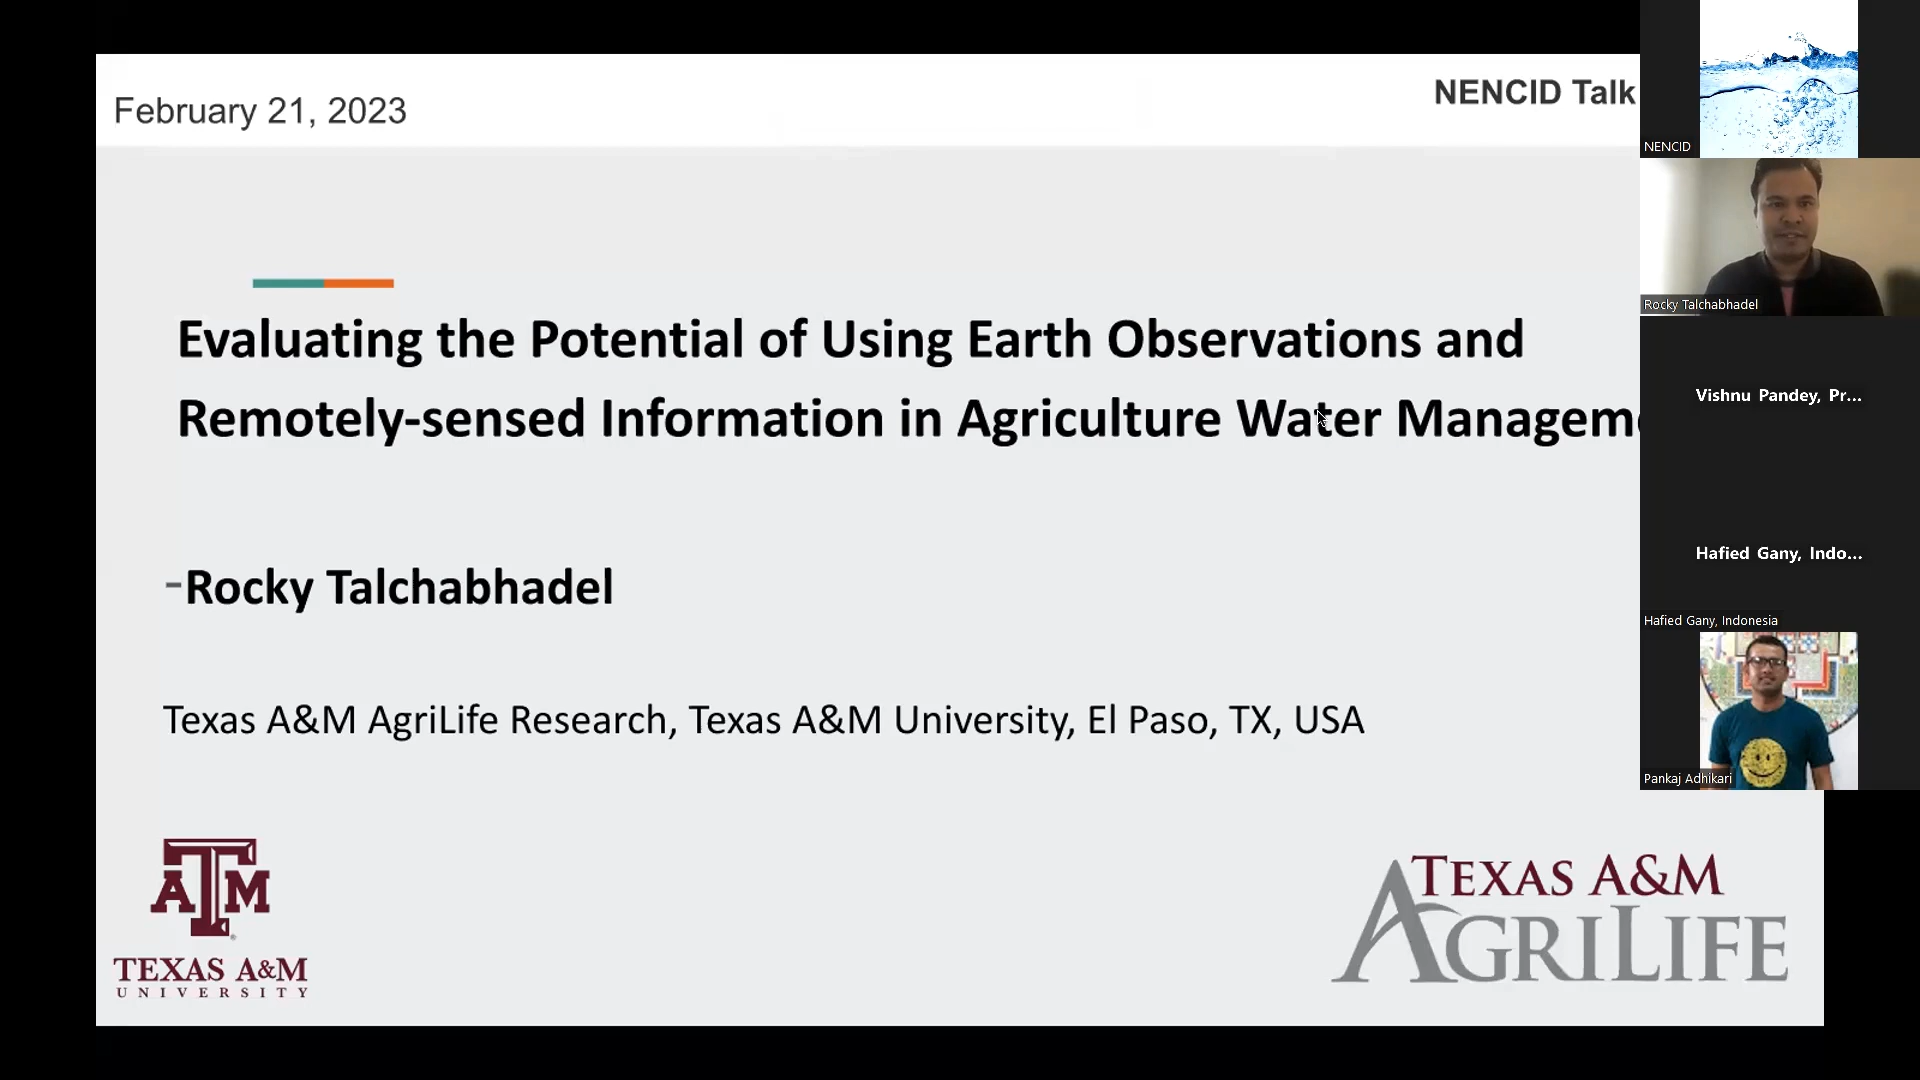 February 21, 2023
NENCID Talk
Evaluating the Potential of Using Earth Observations and
Remotely-sensed Information in Agriculture Water Managem
-Rocky Talchabhadel
Texas A&M AgriLife Research, Texas A&M University, El Paso, TX, USA
ATM
TEXAS A&M
UNIVERSITY
TEXAS A&M
AGRILIFE
NENCID
Rocky Talchabhadel
Vishnu Pandey, Pr...
Hafied Gany, Indo...
Hafied Gany, Indonesia
Pankaj Adhikari